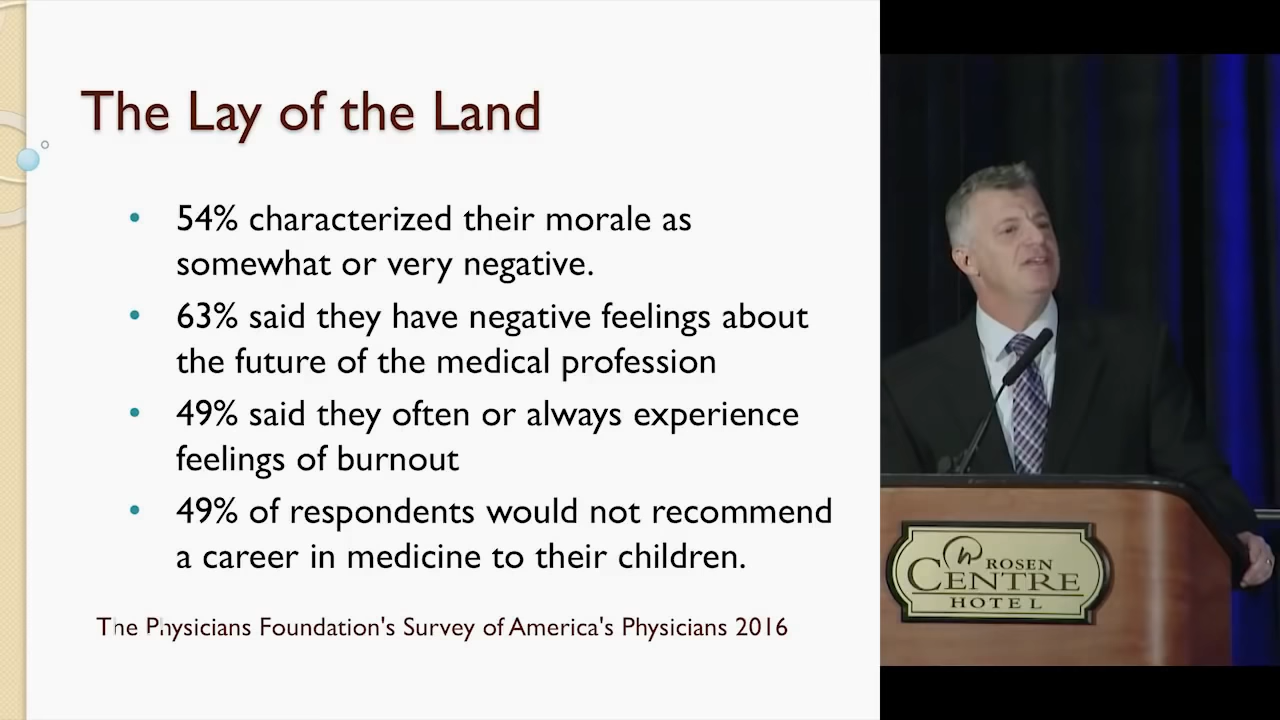 The Lay of the Land
• 54% characterized their morale as
somewhat or very negative.
• 63% said they have negative feelings about
the future of the medical profession
• 49% said they often or always experience
feelings of burnout
• 49% of respondents would not recommend
a career in medicine to their children.
The Physicians Foundation's Survey of America's Physicians 2016
ROSEN
CENTRE
HOTEL